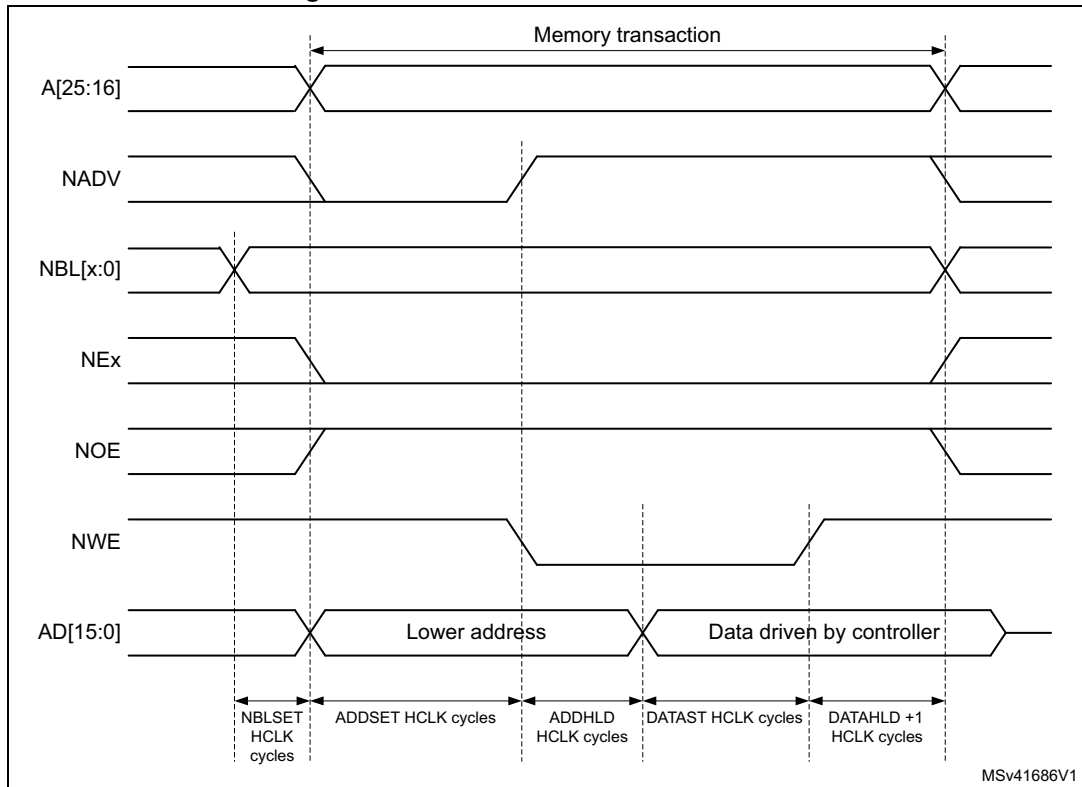 Memory transaction
A[25:16]
NADV
NBL[x:0]
NEx
NOE
NWE
AD[15:0]
Lower address
Data driven by controller
NBLSET
HCLK
cycles
ADDSET HCLK cycles
ADDHLD
HCLK cycles
DATAST HCLK cycles
DATAHLD +1
HCLK cycles
MSv41686V1